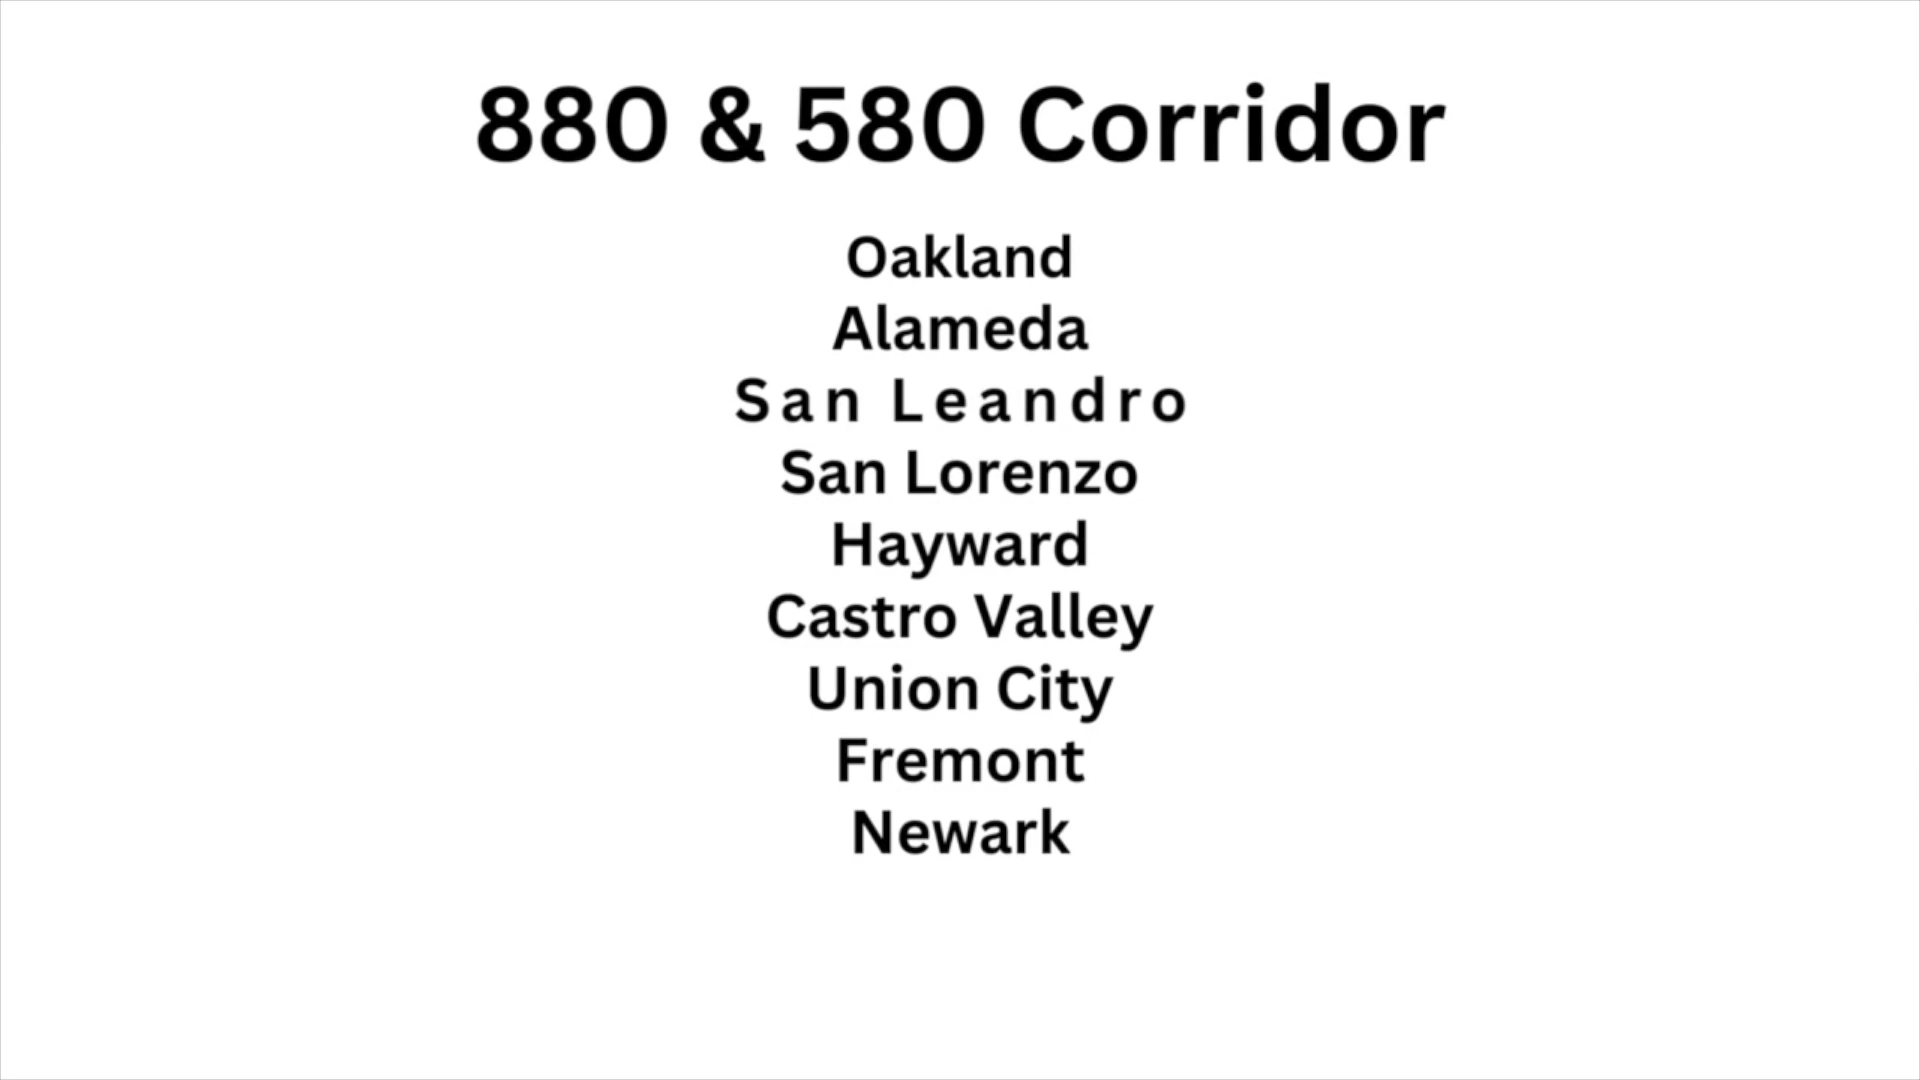 880 & 580 Corridor
Oakland
Alameda
San Leandro
San Lorenzo
Hayward
Castro Valley
Union City
Fremont
Newark